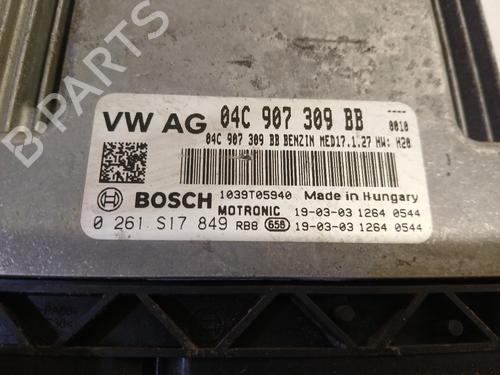 VW AG 04C 907 309 BB ----
0010
04C 907 309 BB BENZIN MED17.1.27 HW: H20
BOSCH 1039T05940 Made in Hungary
MOTRONIC 19-03-03 1264 0544
0 261 S17 849 RB8 658 19-03-03 1264 0544
B-PARTS